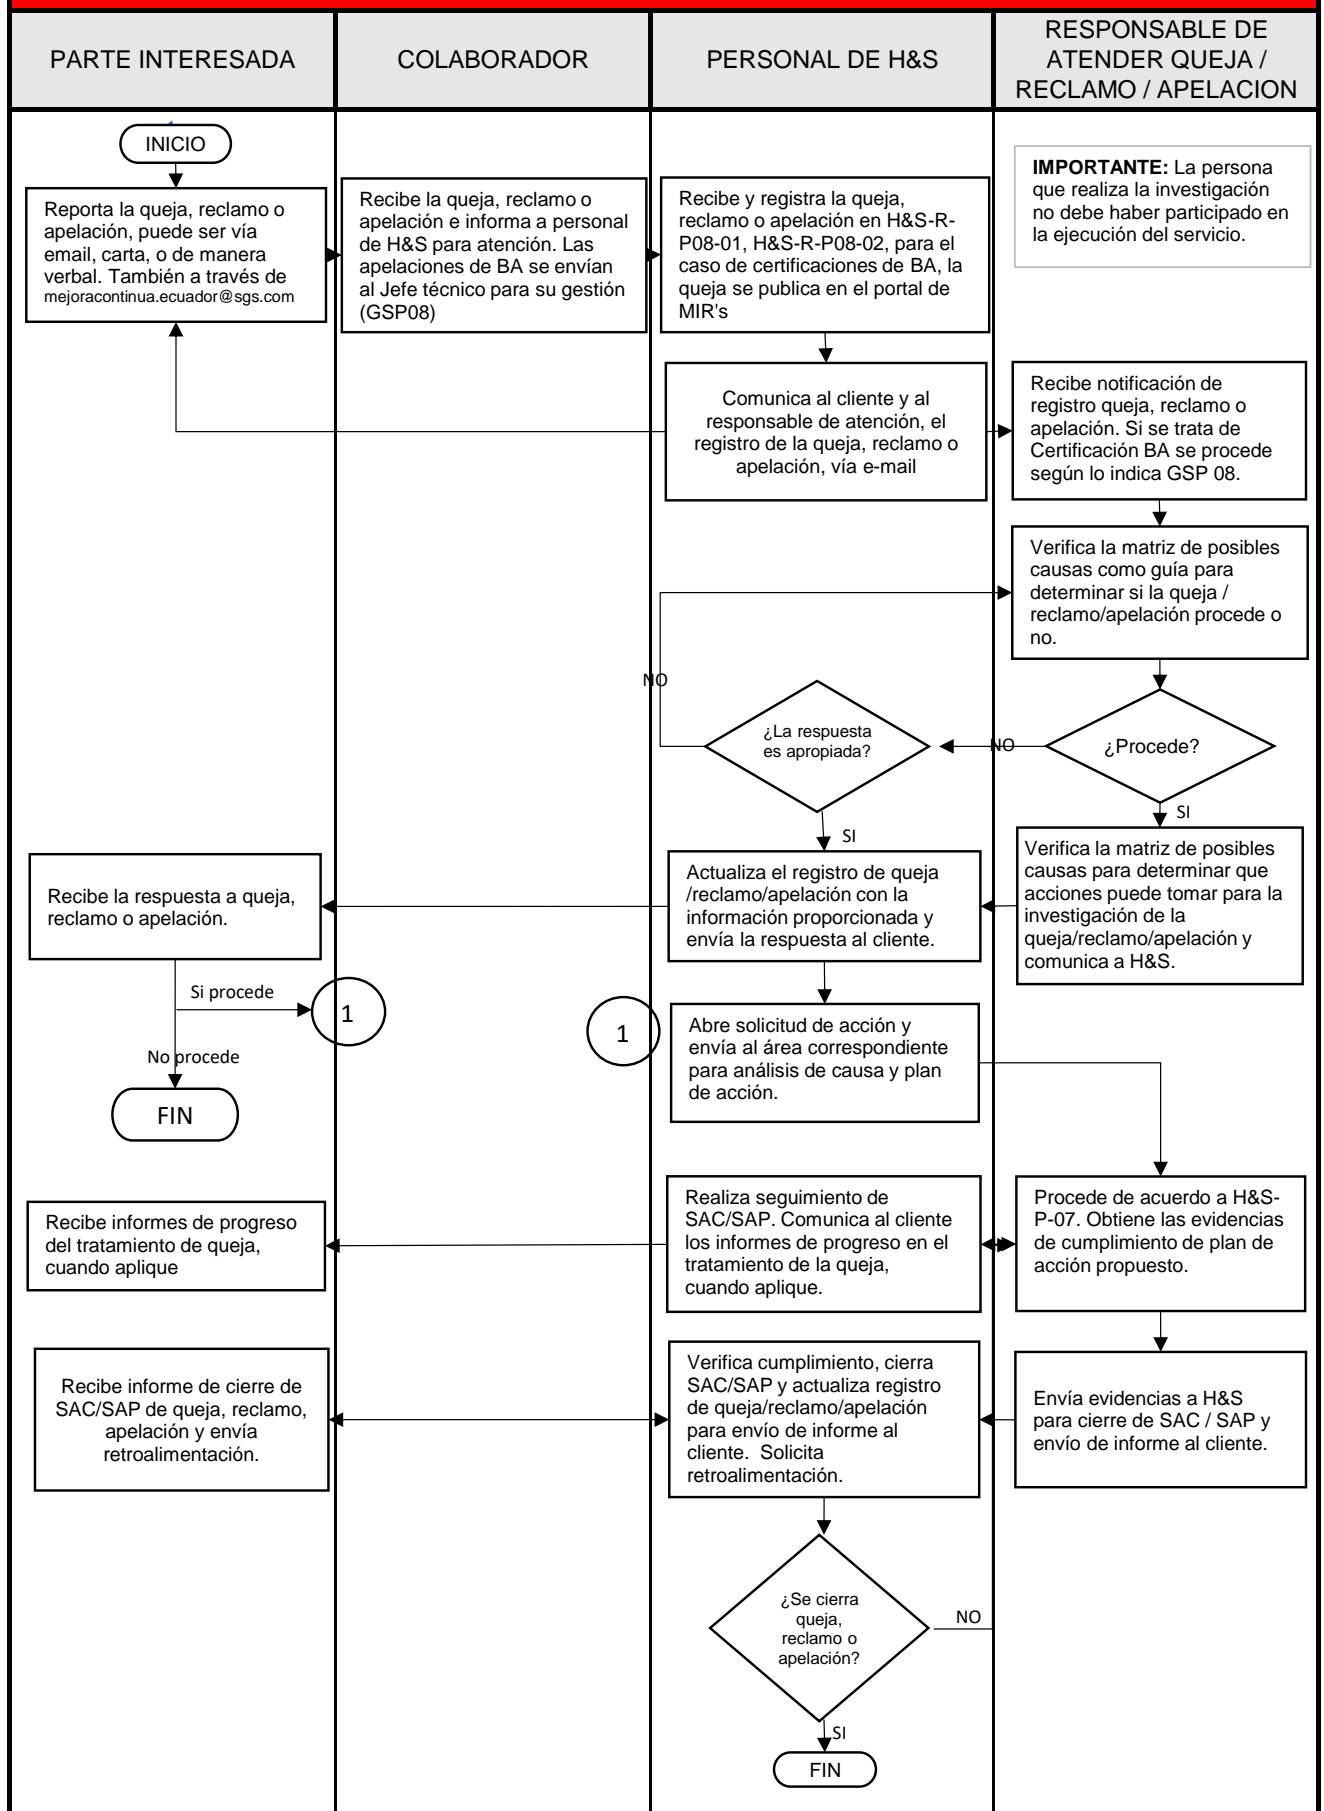 PARTE INTERESADA
COLABORADOR
PERSONAL DE H&S
RESPONSABLE DE
ATENDER QUEJA /
RECLAMO / APELACION
INICIO
Reporta la queja, reclamo o
apelación, puede ser vía
email, carta, o de manera
verbal. También a través de
mejoracontinua.ecuador@sgs.com
Recibe la queja, reclamo o
apelación e informa a personal
de H&S para atención. Las
apelaciones de BA se envían
al Jefe técnico para su gestión
(GSP08)
Recibe y registra la queja,
reclamo o apelación en H&S-R-
P08-01, H&S-R-P08-02, para el
caso de certificaciones de BA, la
queja se publica en el portal de
MIR's
IMPORTANTE: La persona
que realiza la investigación
no debe haber participado en
la ejecución del servicio.
Comunica al cliente y al
responsable de atención, el
registro de la queja, reclamo o
apelación, vía e-mail
Recibe notificación de
registro queja, reclamo o
apelación. Si se trata de
Certificación BA se procede
según lo indica GSP 08.
Verifica la matriz de posibles
causas como guía para
determinar si la queja /
reclamo/apelación procede o
no.
NO
¿La respuesta
es apropiada?
NO
¿Procede?
SI
SI
Recibe la respuesta a queja,
reclamo o apelación.
Actualiza el registro de queja
/reclamo/apelación con la
información proporcionada y
envía la respuesta al cliente.
Verifica la matriz de posibles
causas para determinar que
acciones puede tomar para la
investigación de la
queja/reclamo/apelación y
comunica a H&S.
Si procede
1
1
No procede
FIN
Abre solicitud de acción y
envía al área correspondiente
para análisis de causa y plan
de acción.
Recibe informes de progreso
del tratamiento de queja,
cuando aplique
Realiza seguimiento de
SAC/SAP. Comunica al cliente
los informes de progreso en el
tratamiento de la queja,
cuando aplique.
Procede de acuerdo a H&S-
P-07. Obtiene las evidencias
de cumplimiento de plan de
acción propuesto.
Recibe informe de cierre de
SAC/SAP de queja, reclamo,
apelación y envía
retroalimentación.
Verifica cumplimiento, cierra
SAC/SAP y actualiza registro
de queja/reclamo/apelación
para envío de informe al
cliente.  Solicita
retroalimentación.
Envía evidencias a H&S
para cierre de SAC / SAP y
envío de informe al cliente.
¿Se cierra
queja,
reclamo o
apelación?
NO
SI
FIN